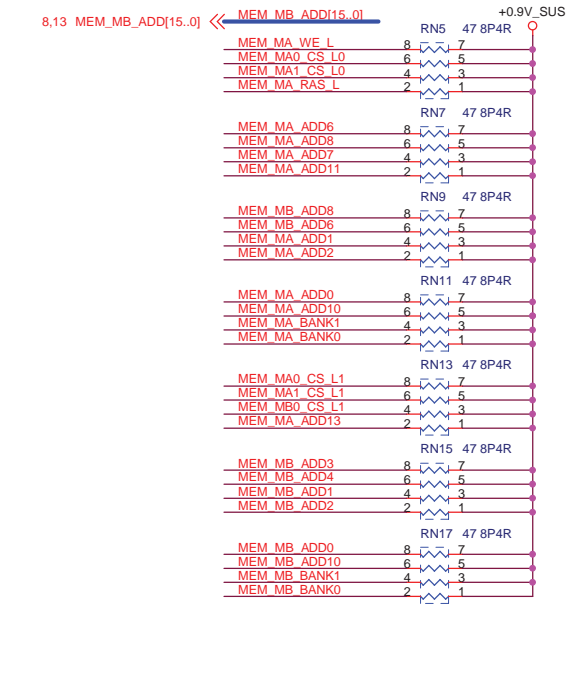 MEM_MB_ADD[15..0]
+0.9V_SUS
8,13 MEM_MB_ADD[15..0]
RN5 47 8P4R
MEM_MA_WE_L 8 7
MEM_MA0_CS_L0 6 5
MEM_MA1_CS_L0 4 3
MEM_MA_RAS_L 2 1
RN7 47 8P4R
MEM_MA_ADD6 8 7
MEM_MA_ADD8 6 5
MEM_MA_ADD7 4 3
MEM_MA_ADD11 2 1
RN9 47 8P4R
MEM_MB_ADD8 8 7
MEM_MB_ADD6 6 5
MEM_MA_ADD1 4 3
MEM_MA_ADD2 2 1
RN11 47 8P4R
MEM_MA_ADD0 8 7
MEM_MA_ADD10 6 5
MEM_MA_BANK1 4 3
MEM_MA_BANK0 2 1
RN13 47 8P4R
MEM_MA0_CS_L1 8 7
MEM_MA1_CS_L1 6 5
MEM_MB0_CS_L1 4 3
MEM_MA_ADD13 2 1
RN15 47 8P4R
MEM_MB_ADD3 8 7
MEM_MB_ADD4 6 5
MEM_MB_ADD1 4 3
MEM_MB_ADD2 2 1
RN17 47 8P4R
MEM_MB_ADD0 8 7
MEM_MB_ADD10 6 5
MEM_MB_BANK1 4 3
MEM_MB_BANK0 2 1